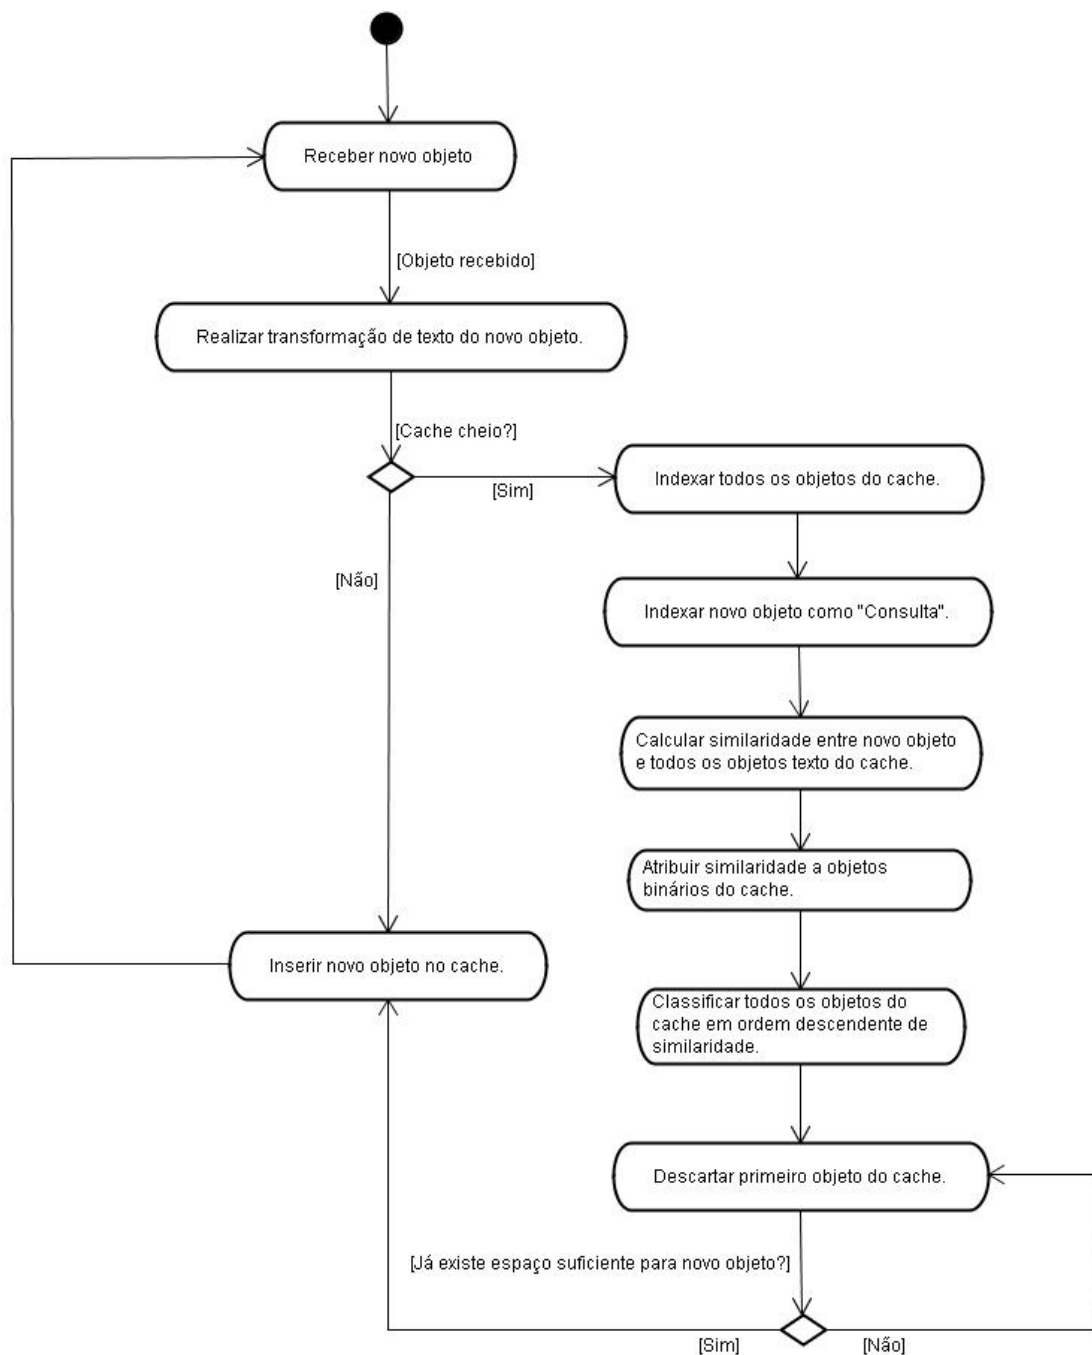 Receber novo objeto
[Objeto recebido]
Realizar transformação de texto do novo objeto.
[Cache cheio?]
[Sim]
Indexar todos os objetos do cache.
[Não]
Indexar novo objeto como "Consulta".
Calcular similaridade entre novo objeto
e todos os objetos texto do cache.
Atribuir similaridade a objetos
binários do cache.
Inserir novo objeto no cache.
Classificar todos os objetos do
cache em ordem descendente de
similaridade.
Descartar primeiro objeto do cache.
[Já existe espaço suficiente para novo objeto?]
[Sim]
[Não]